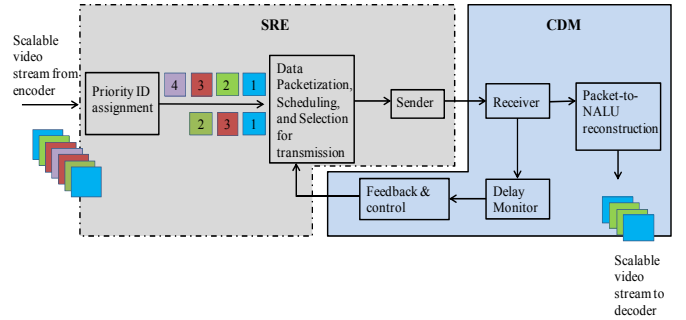 SRE
CDM
Scalable
video
stream from
encoder
Priority ID
assignment
4 3 2 1
2 3 1
Data
Packetization,
Scheduling,
and Selection
for
transmission
Sender
Receiver
Packet-to-
NALU
reconstruction
Feedback &
control
Delay
Monitor
Scalable
video
stream to
decoder